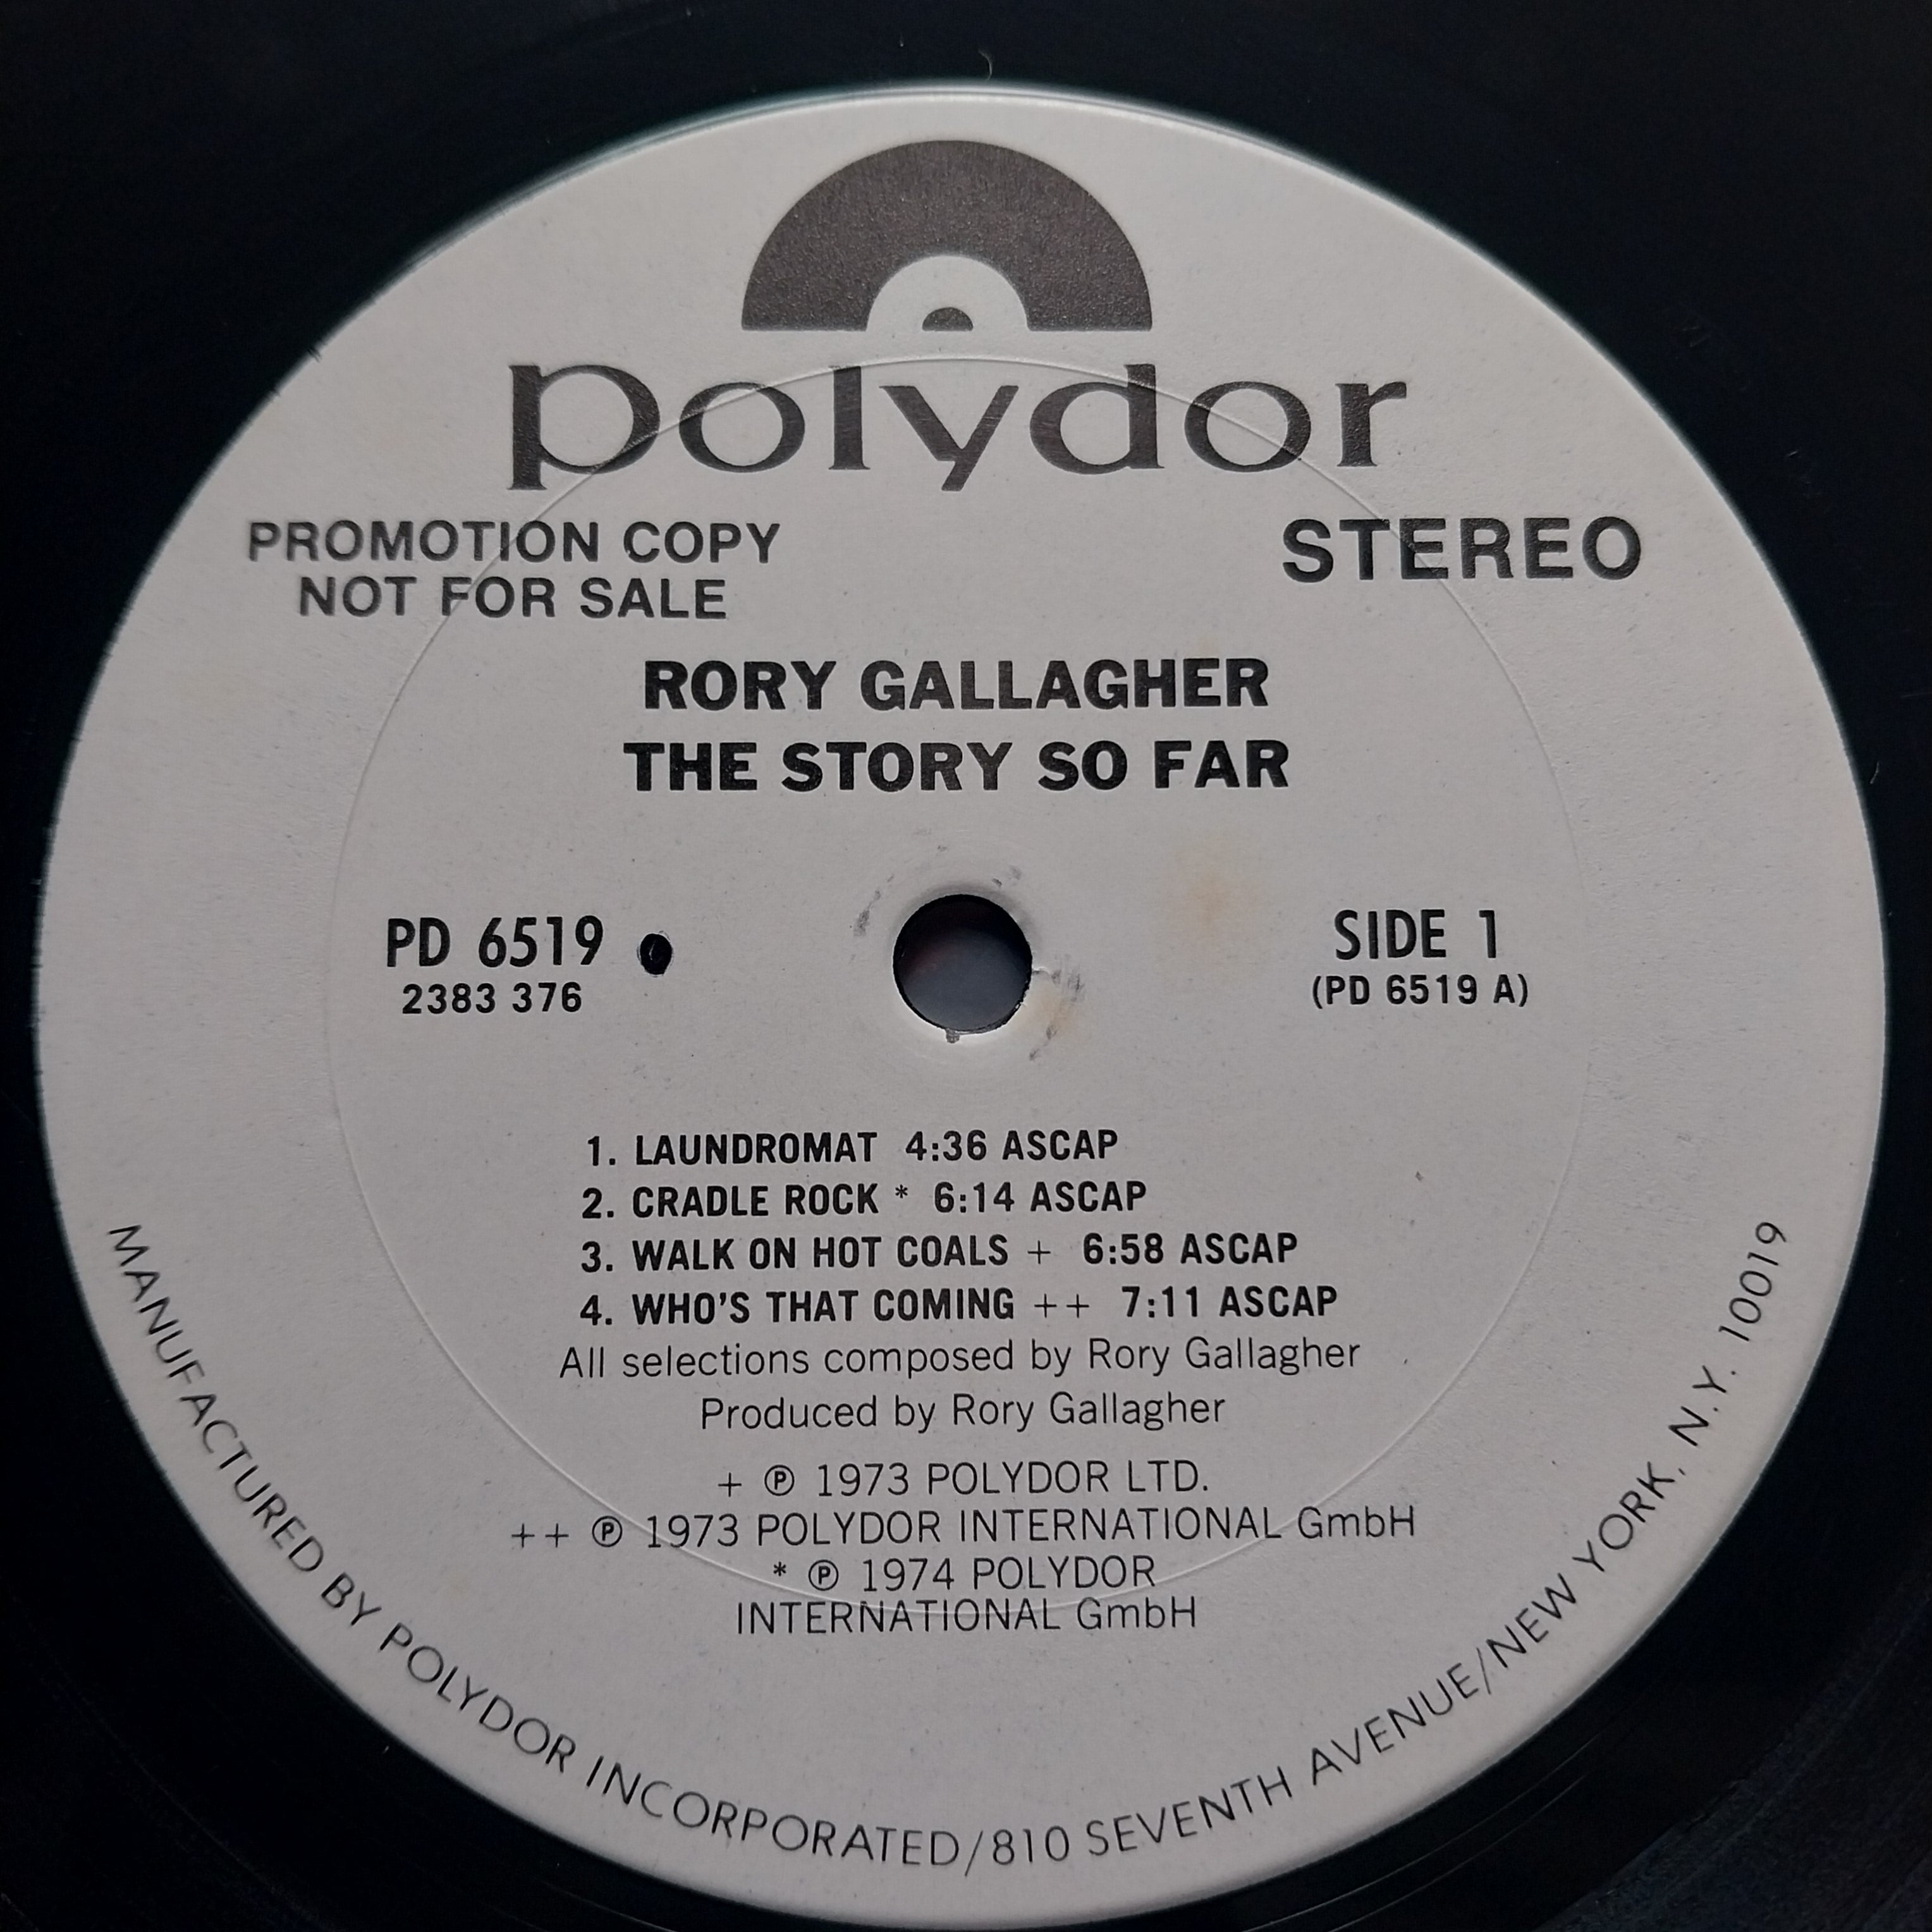 polydor
PROMOTION COPY
NOT FOR SALE
STEREO
RORY GALLAGHER
THE STORY SO FAR
PD 6519
2383 376
SIDE 1
(PD 6519 A)
1. LAUNDROMAT 4:36 ASCAP
2. CRADLE ROCK * 6:14 ASCAP
3. WALK ON HOT COALS + 6:58 ASCAP
4. WHO'S THAT COMING ++ 7:11 ASCAP
All selections composed by Rory Gallagher
Produced by Rory Gallagher
+ ℗ 1973 POLYDOR LTD.
++ ℗ 1973 POLYDOR INTERNATIONAL GmbH
* ℗ 1974 POLYDOR
INTERNATIONAL GmbH
MANUFACTURED BY POLYDOR INCORPORATED/810 SEVENTH AVENUE/NEW YORK, N.Y. 10019